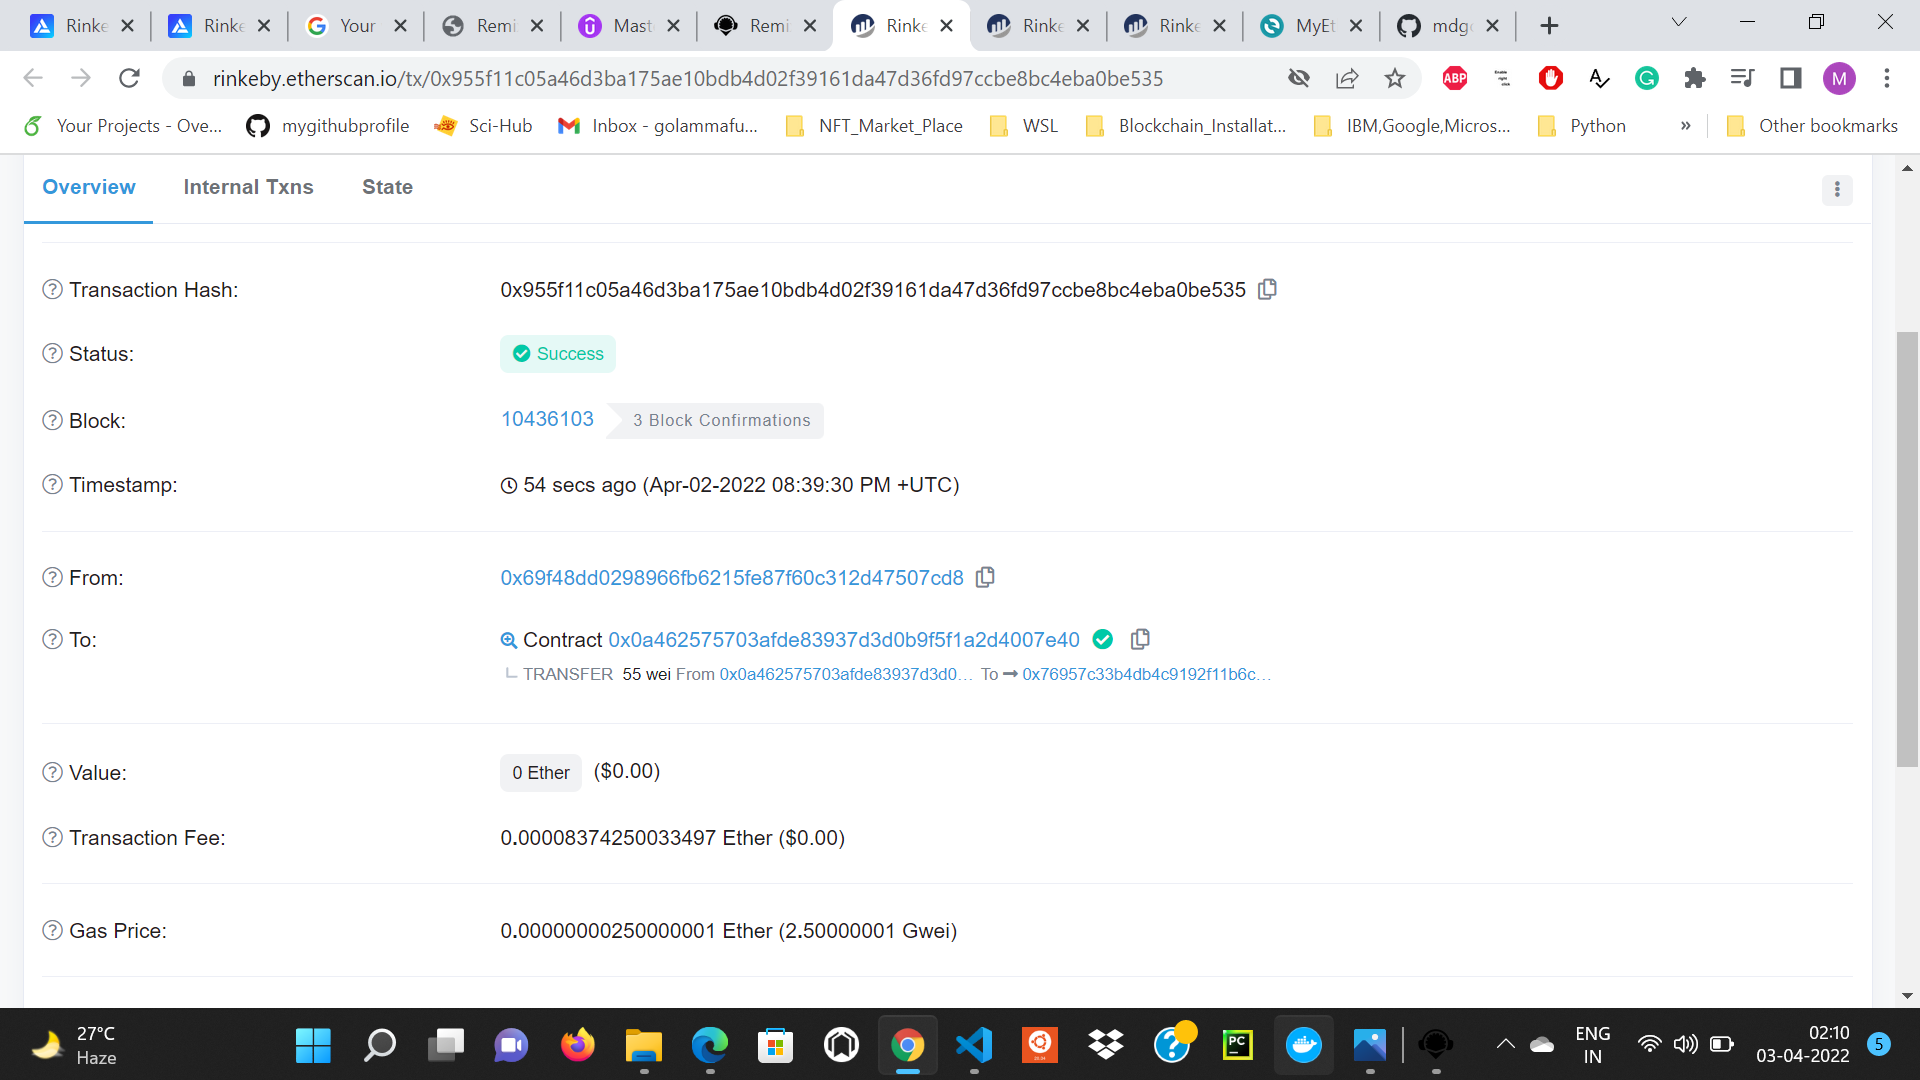 Rinke
Rinke
Your
Remi
Maste
Remi
Rinke
Rinke
Rinke
MyEt
mdgo
rinkeby.etherscan.io/tx/0x955f11c05a46d3ba175ae10bdb4d02f39161da47d36fd97ccbe8bc4eba0be535
ABP
M
Your Projects - Ove...
mygithubprofile
Sci-Hub
Inbox - golammafu...
NFT_Market_Place
WSL
Blockchain_Installat...
IBM,Google,Micros...
Python
»
Other bookmarks
Overview
Internal Txns
State
Transaction Hash:
0x955f11c05a46d3ba175ae10bdb4d02f39161da47d36fd97ccbe8bc4eba0be535
Status:
Success
Block:
10436103
3 Block Confirmations
Timestamp:
54 secs ago (Apr-02-2022 08:39:30 PM +UTC)
From:
0x69f48dd0298966fb6215fe87f60c312d47507cd8
To:
Contract 0x0a462575703afde83937d3d0b9f5f1a2d4007e40
TRANSFER 55 wei From 0x0a462575703afde83937d3d0... To 0x76957c33b4db4c9192f11b6c...
Value:
0 Ether ($0.00)
Transaction Fee:
0.00008374250033497 Ether ($0.00)
Gas Price:
0.00000000250000001 Ether (2.50000001 Gwei)
27°C
Haze
PC
ENG
IN
02:10
03-04-2022
5